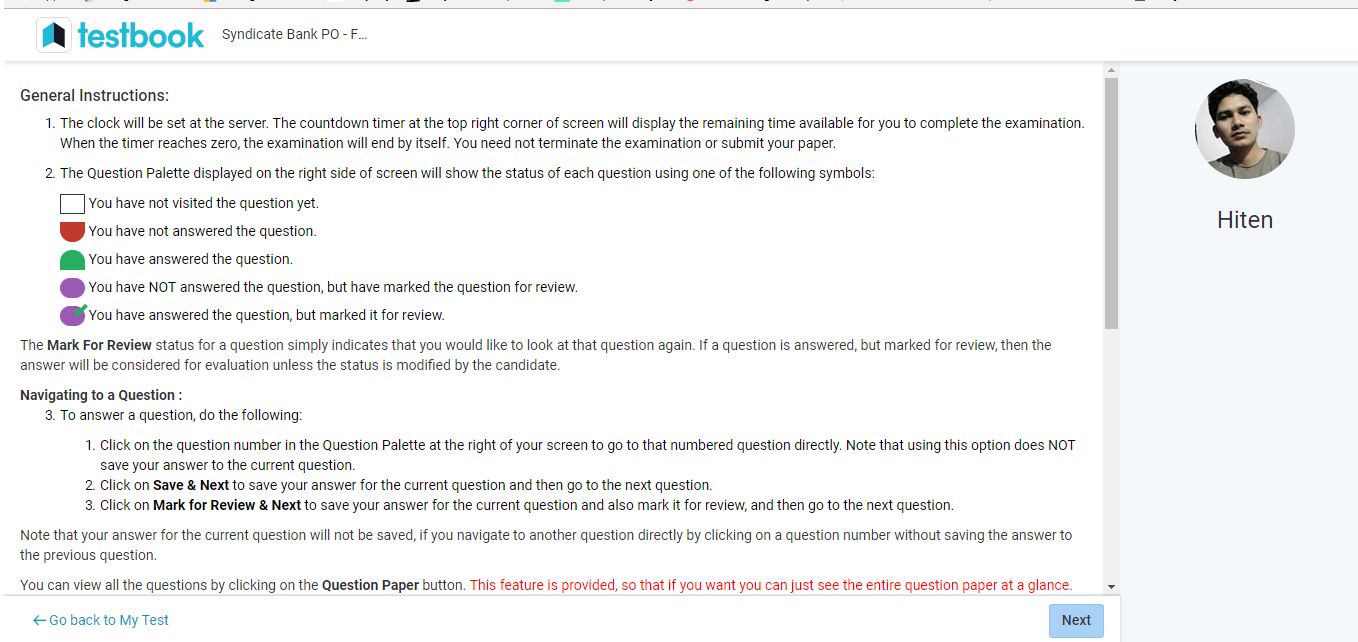 testbook
Syndicate Bank PO - F...
General Instructions:
1. The clock will be set at the server. The countdown timer at the top right corner of screen will display the remaining time available for you to complete the examination.
When the timer reaches zero, the examination will end by itself. You need not terminate the examination or submit your paper.
2. The Question Palette displayed on the right side of screen will show the status of each question using one of the following symbols:
You have not visited the question yet.
You have not answered the question.
You have answered the question.
You have NOT answered the question, but have marked the question for review.
You have answered the question, but marked it for review.
The Mark For Review status for a question simply indicates that you would like to look at that question again. If a question is answered, but marked for review, then the
answer will be considered for evaluation unless the status is modified by the candidate.
Navigating to a Question :
3. To answer a question, do the following:
1. Click on the question number in the Question Palette at the right of your screen to go to that numbered question directly. Note that using this option does NOT
save your answer to the current question.
2. Click on Save & Next to save your answer for the current question and then go to the next question.
3. Click on Mark for Review & Next to save your answer for the current question and also mark it for review, and then go to the next question.
Note that your answer for the current question will not be saved, if you navigate to another question directly by clicking on a question number without saving the answer to
the previous question.
You can view all the questions by clicking on the Question Paper button. This feature is provided, so that if you want you can just see the entire question paper at a glance.
←Go back to My Test
Next
Hiten